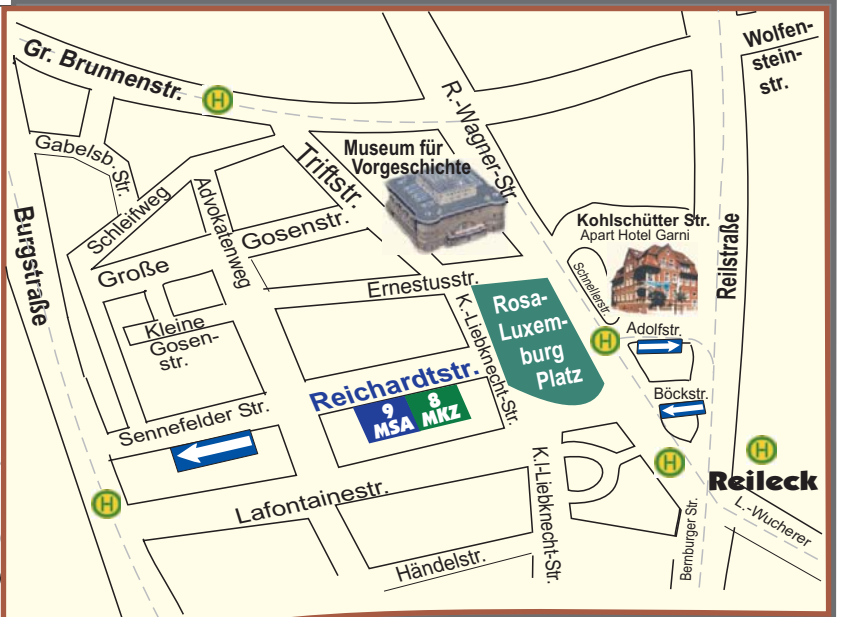 Gr. Brunnenstr.
H
Wolfen-
stein-
str.
R.-Wagner-Str.
Museum für
Vorgeschichte
Triftstr.
Gabelsb.
Str.
Schleifweg
Advokatenweg
Gosenstr.
Große
Burgstraße
Kohlschütter Str.
Apart Hotel Garni
Reilstraße
Schnellerstr.
Ernestusstr.
Rosa-
Luxem-
burg
Platz
K.-Liebknecht-Str.
Kleine
Gosen-
str.
H
Adolfstr.
Reichardtstr.
9
MSA
8
MKZ
Böckstr.
Sennefelder Str.
H
H
H
Reileck
L.-Wucherer
K.l-Liebknecht-Str.
Lafontainestr.
Bernburger Str.
Händelstr.